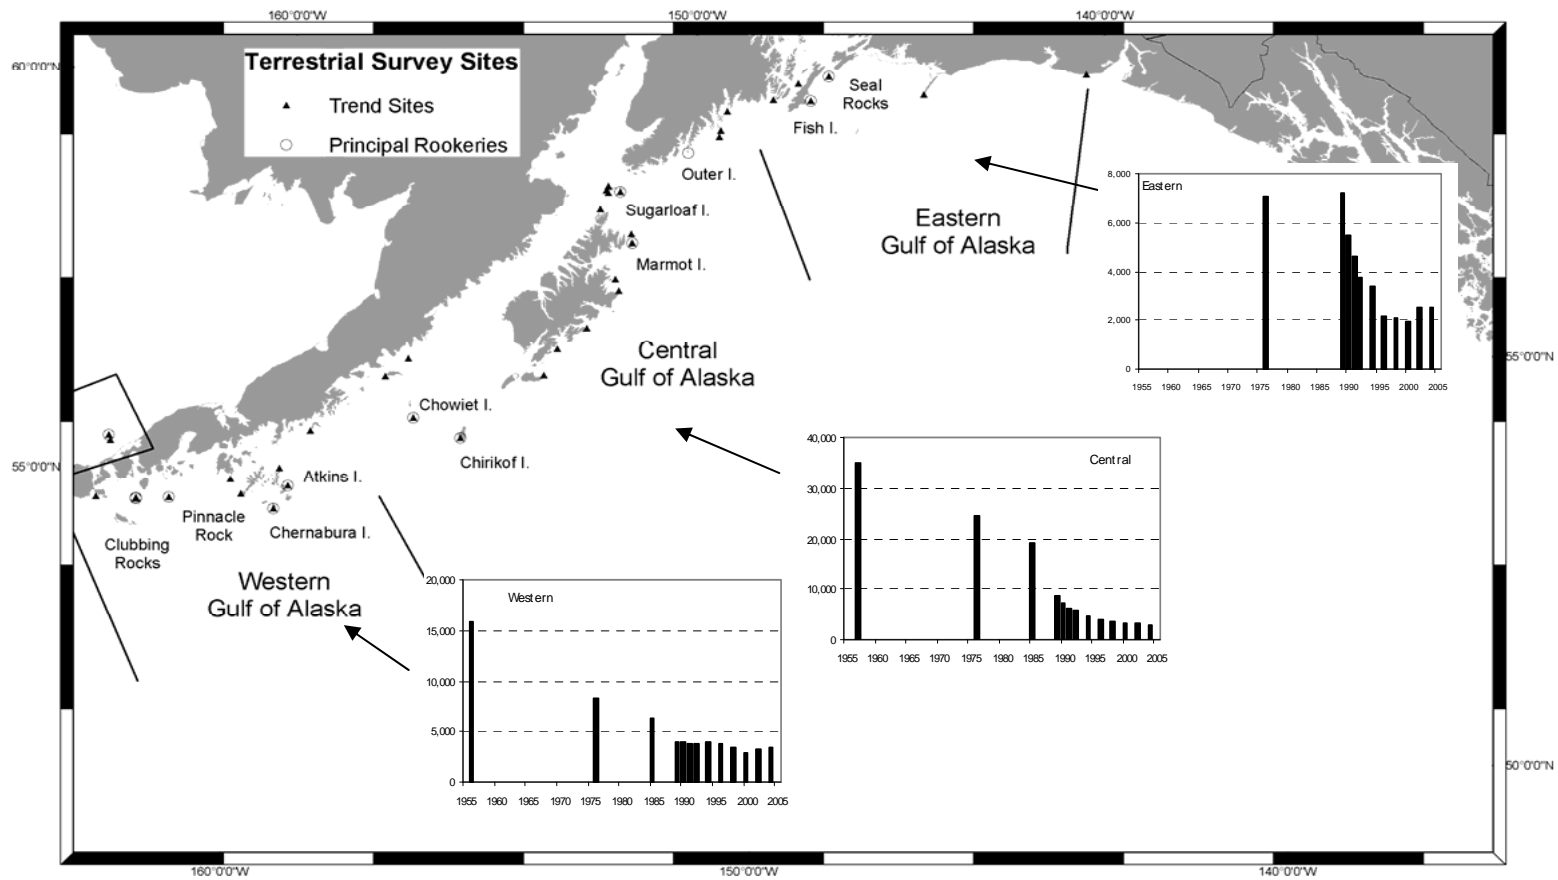 160°0'0"W 150°0'0"W 140°0'0"W
60°0'0"N
Terrestrial Survey Sites
Trend Sites
Principal Rookeries
Seal
Rocks
Fish I.
Outer I.
Sugarloaf I.
Marmot I.
Eastern
Gulf of Alaska
Central
Gulf of Alaska
Chowiet I.
Chirikof I.
Atkins I.
Pinnacle
Rock
Chernabura I.
Clubbing
Rocks
Western
Gulf of Alaska
55°0'0"N
55°0'0"N
50°0'0"N
Eastern
8,000
6,000
4,000
2,000
0
1955 1960 1965 1970 1975 1980 1985 1990 1995 2000 2005
Central
40,000
30,000
20,000
10,000
0
1955 1960 1965 1970 1975 1980 1985 1990 1995 2000 2005
Western
20,000
15,000
10,000
5,000
0
1955 1960 1965 1970 1975 1980 1985 1990 1995 2000 2005
160°0'0"W 150°0'0"W 140°0'0"W